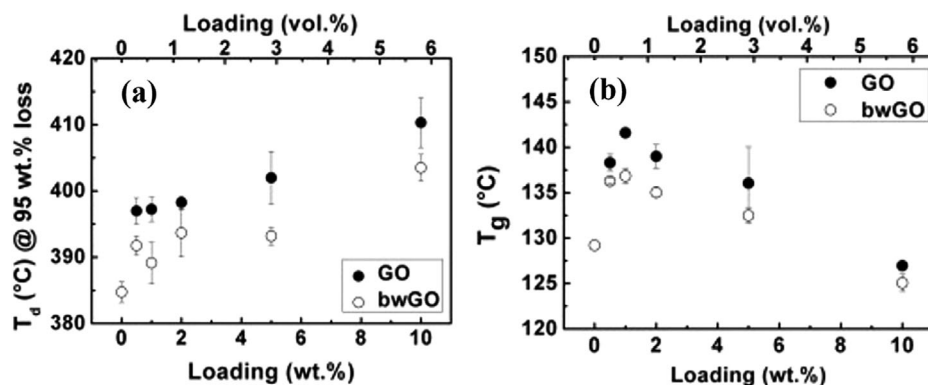 Loading (vol.%)
0 1 2 3 4 5 6
(a)
T_d (°C) @ 95 wt.% loss
420
410
400
390
380
GO
bwGO
0 2 4 6 8 10
Loading (wt.%)
Loading (vol.%)
0 1 2 3 4 5 6
(b)
T_g (°C)
150
145
140
135
130
125
120
GO
bwGO
0 2 4 6 8 10
Loading (wt.%)